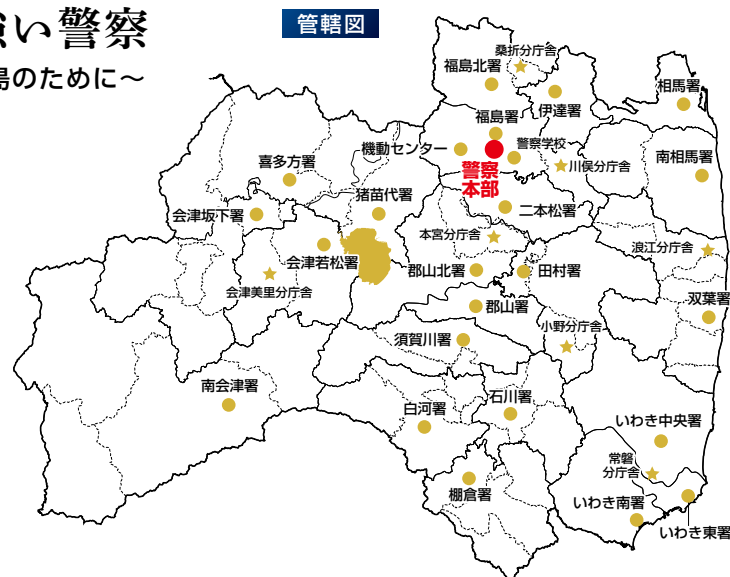 強い警察
島のために～
管轄図
桑折分庁舎
福島北署
伊達署
相馬署
福島署
警察学校
機動センター
川俣分庁舎
南相馬署
喜多方署
警察
本部
猪苗代署
二本松署
会津坂下署
本宮分庁舎
浪江分庁舎
会津若松署
郡山北署
田村署
会津美里分庁舎
双葉署
郡山署
小野分庁舎
須賀川署
南会津署
白河署
石川署
いわき中央署
常磐
分庁舎
棚倉署
いわき南署
いわき東署